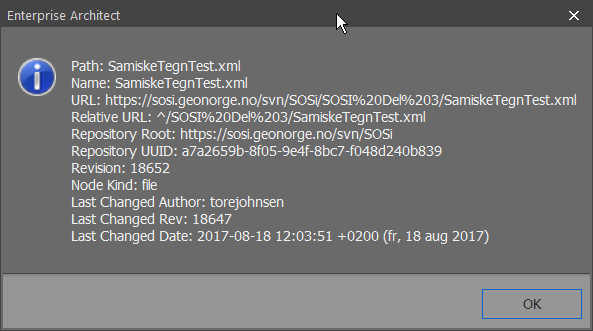 Enterprise Architect
Path: SamiskeTegnTest.xml
Name: SamiskeTegnTest.xml
URL: https://sosi.geonorge.no/svn/SOSi/SOSI%20Del%203/SamiskeTegnTest.xml
Relative URL: ^/SOSI%20Del%203/SamiskeTegnTest.xml
Repository Root: https://sosi.geonorge.no/svn/SOSi
Repository UUID: a7a2659b-8f05-9e4f-8bc7-f048d240b839
Revision: 18652
Node Kind: file
Last Changed Author: torejohnsen
Last Changed Rev: 18647
Last Changed Date: 2017-08-18 12:03:51 +0200 (fr, 18 aug 2017)
OK